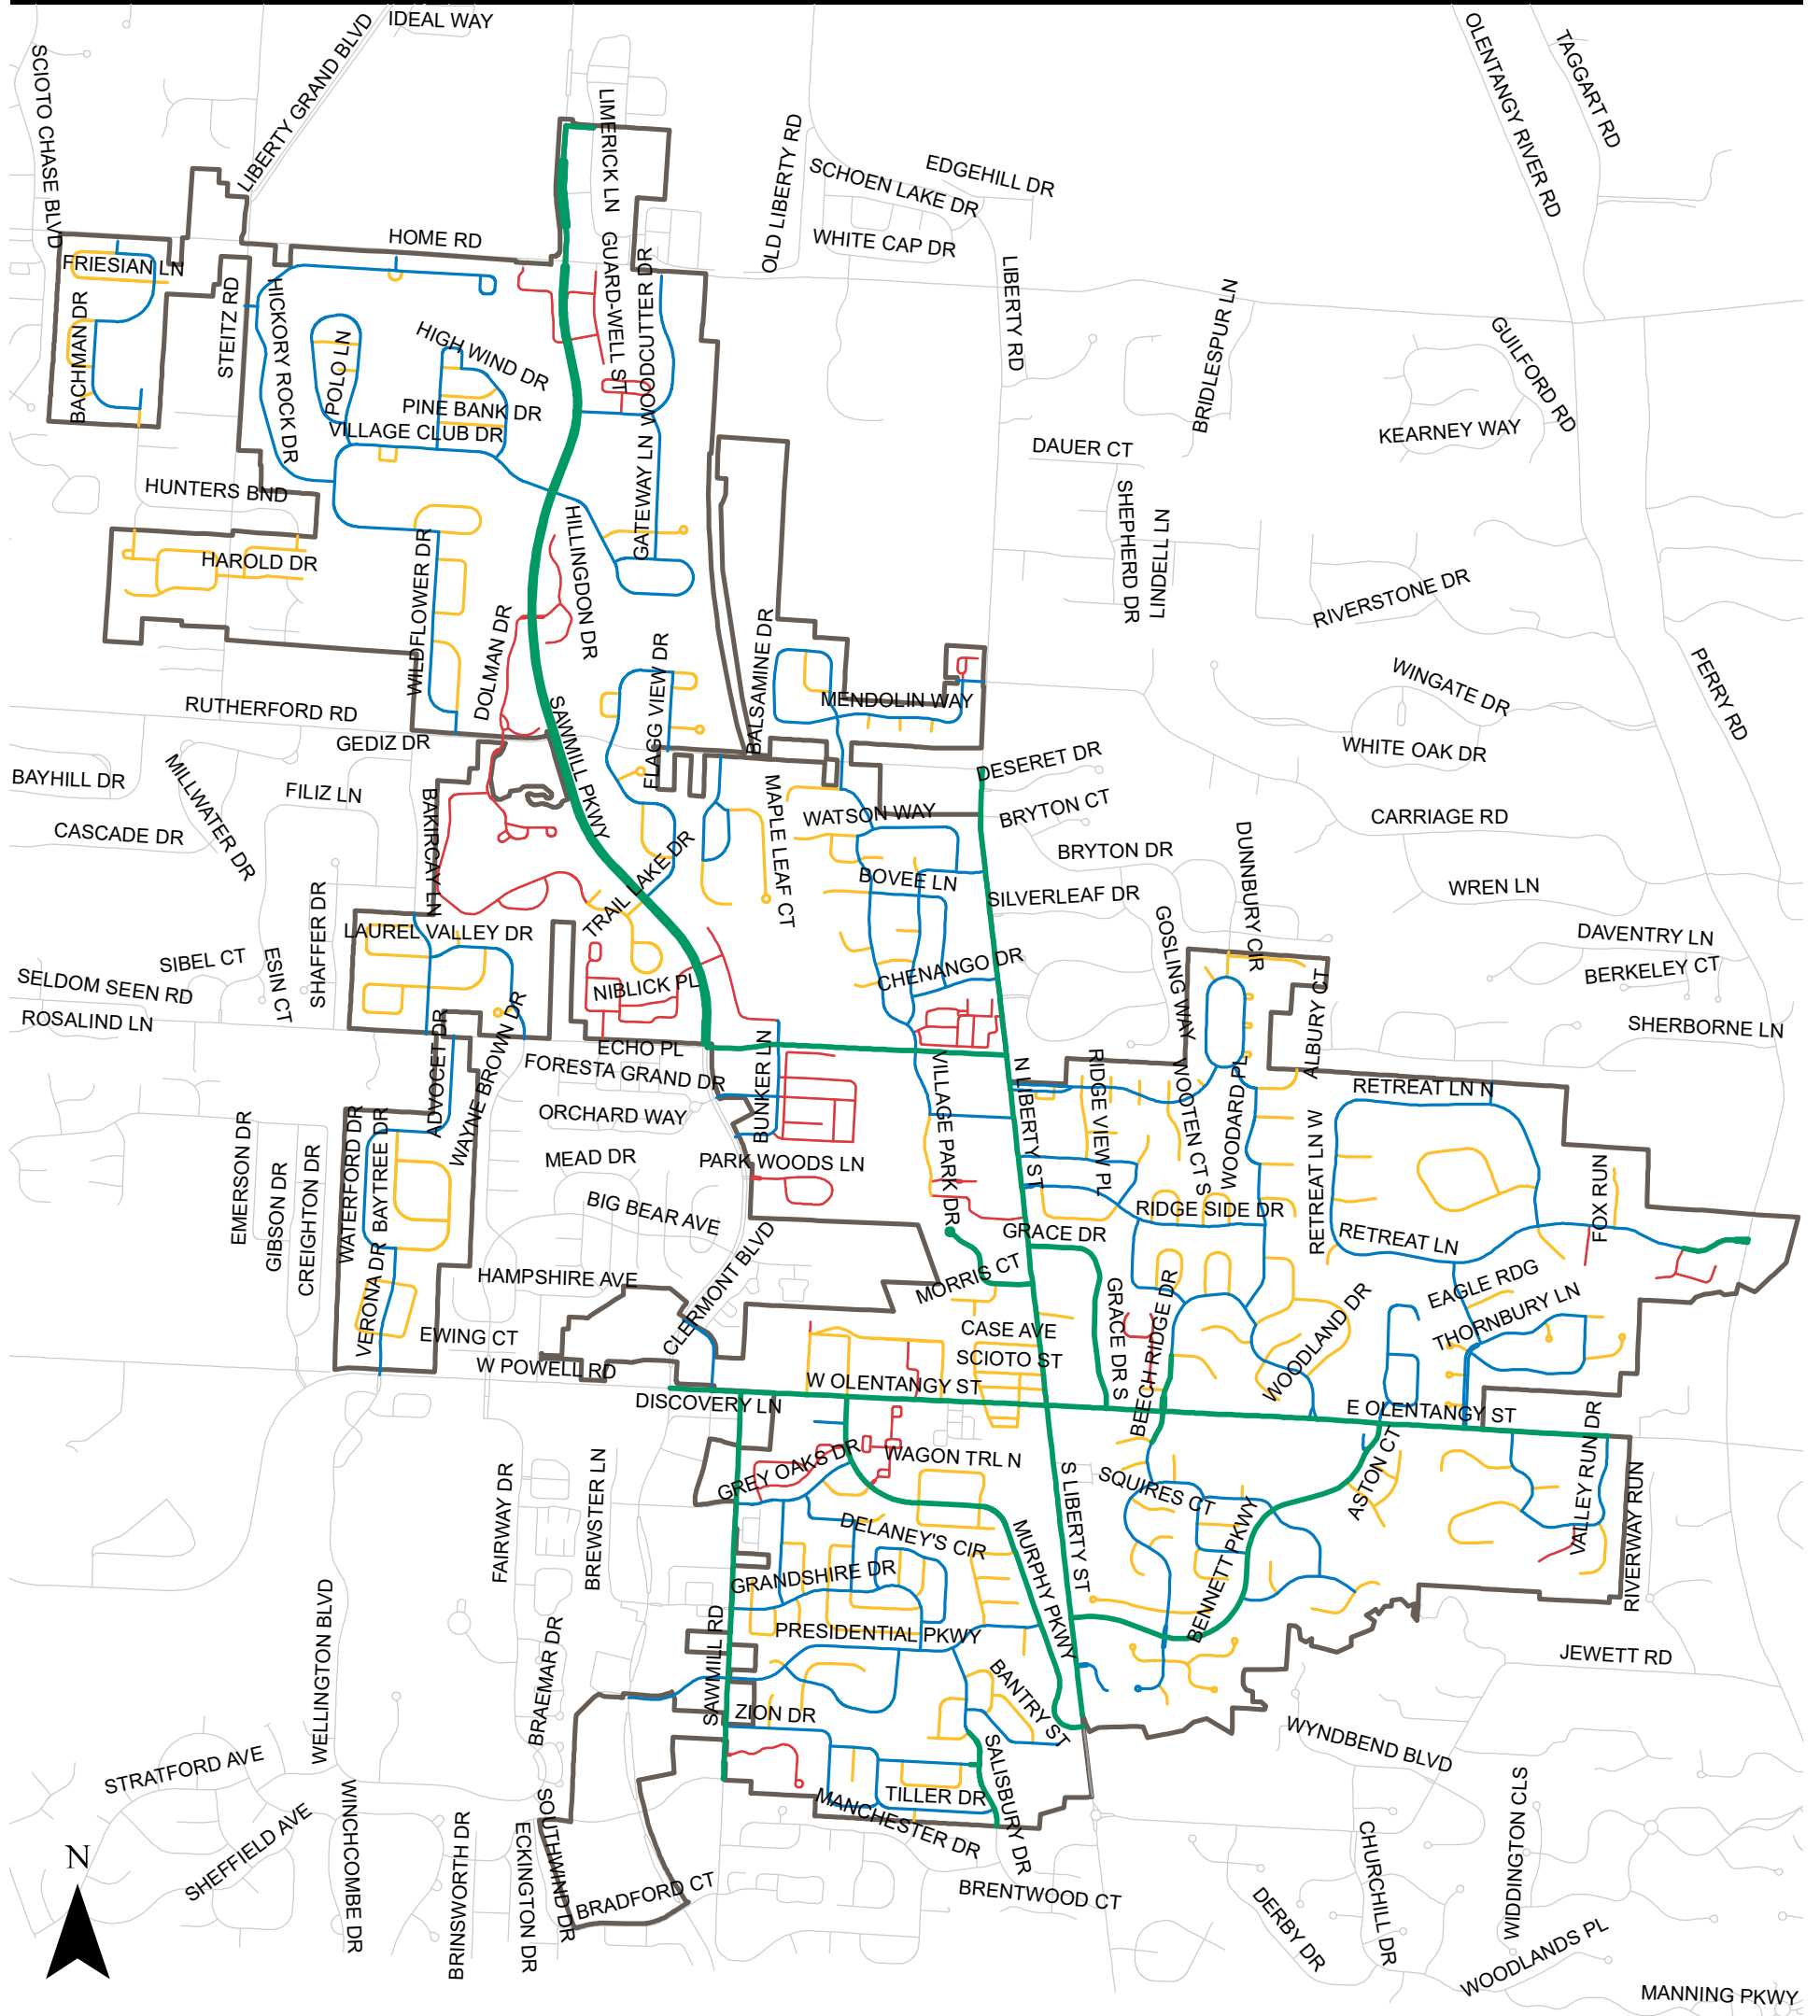 IDEAL WAY
SCIOTO CHASE BLVD
LIBERTY GRAND BLVD
LIMERICK LN
OLD LIBERTY RD
SCHOEN LAKE DR
EDGEHILL DR
OLENTANGY RIVER RD
TAGGART RD
HOME RD
WHITE CAP DR
FRIESIAN LN
BACHMAN DR
STEITZ RD
HICKORY ROCK DR
POLO LN
HIGH WIND DR
PINE BANK DR
VILLAGE CLUB DR
GUARD-WELL ST
WOODCUTTER DR
GATEWAY LN
LIBERTY RD
BRIDLESPUR LN
GUILFORD RD
KEARNEY WAY
DAUER CT
SHEPHERD DR
LINDELL LN
HUNTERS BND
HAROLD DR
WILDFLOWER DR
HILLINGDON DR
DOLMAN DR
RIVERSTONE DR
WINGATE DR
PERRY RD
RUTHERFORD RD
SAWMILL PKWY
FLAGG VIEW DR
BALSAMINE DR
MENDOLIN WAY
WHITE OAK DR
GEDIZ DR
DESERET DR
BAYHILL DR
MILLWATER DR
FILIZ LN
BAKIRCAY LN
MAPLE LEAF CT
WATSON WAY
BRYTON CT
CARRIAGE RD
CASCADE DR
TRAIL LAKE DR
BOVEE LN
BRYTON DR
DUNNBURY CIR
SILVERLEAF DR
WREN LN
LAUREL VALLEY DR
SHAFFER DR
GOSLING WAY
DAVENTRY LN
SIBEL CT
ESIN CT
SELDOM SEEN RD
NIBLICK PL
CHENANGO DR
BERKELEY CT
ALBURY CT
ROSALIND LN
ADVOCET DR
WAYNE BROWN DR
ECHO PL
SHERBORNE LN
FORESTA GRAND DR
BUNKER LN
VILLAGE PARK DR
N LIBERTY ST
RIDGE VIEW PL
WOOTEN CT S
WOODARD PL
RETREAT LN N
ORCHARD WAY
EMERSON DR
GIBSON DR
CREIGHTON DR
WATERFORD DR
BAYTREE DR
MEAD DR
PARK WOODS LN
RETREAT LN W
FOX RUN
BIG BEAR AVE
RIDGE SIDE DR
GRACE DR
RETREAT LN
VERONA DR
HAMPSHIRE AVE
CLERMONT BLVD
MORRIS CT
EAGLE RDG
GRACE DR S
BEECH RIDGE DR
WOODLAND DR
THORNBURY LN
EWING CT
CASE AVE
SCIOTO ST
W POWELL RD
W OLENTANGY ST
DISCOVERY LN
E OLENTANGY ST
GREY OAKS DR
WAGON TRL N
SQUIRES CT
ASTON CT
VALLEY RUN DR
RIVERWAY RUN
FAIRWAY DR
BREWSTER LN
DELANEY'S CIR
MURPHY PKWY
S LIBERTY ST
BENNETT PKWY
GRANDSHIRE DR
WELLINGTON BLVD
BRAEMAR DR
SAWMILL RD
PRESIDENTIAL PKWY
JEWETT RD
BANTRY ST
ZION DR
WYNDBEND BLVD
STRATFORD AVE
SALISBURY DR
TILLER DR
MANCHESTER DR
SHEFFIELD AVE
WINCHCOMBE DR
BRINSWORTH DR
ECKINGTON DR
SOUTHWIND DR
BRADFORD CT
BRENTWOOD CT
DERBY DR
CHURCHILL DR
WIDDINGTON CLS
WOODLANDS PL
MANNING PKWY
N